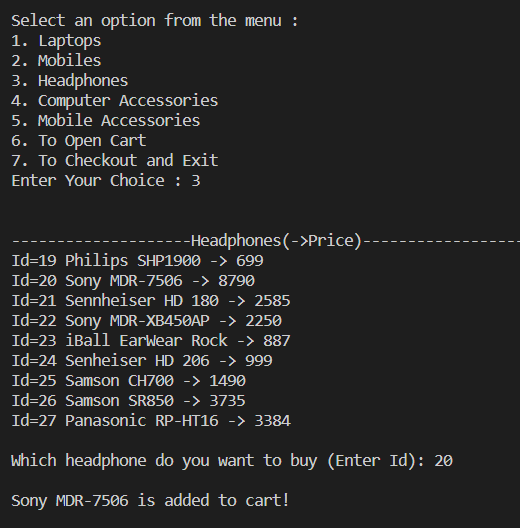 Select an option from the menu :
1. Laptops
2. Mobiles
3. Headphones
4. Computer Accessories
5. Mobile Accessories
6. To Open Cart
7. To Checkout and Exit
Enter Your Choice : 3
--------------------Headphones(->Price)------------------
Id=19 Philips SHP1900 -> 699
Id=20 Sony MDR-7506 -> 8790
Id=21 Sennheiser HD 180 -> 2585
Id=22 Sony MDR-XB450AP -> 2250
Id=23 iBall EarWear Rock -> 887
Id=24 Senheiser HD 206 -> 999
Id=25 Samson CH700 -> 1490
Id=26 Samson SR850 -> 3735
Id=27 Panasonic RP-HT16 -> 3384
Which headphone do you want to buy (Enter Id): 20
Sony MDR-7506 is added to cart!